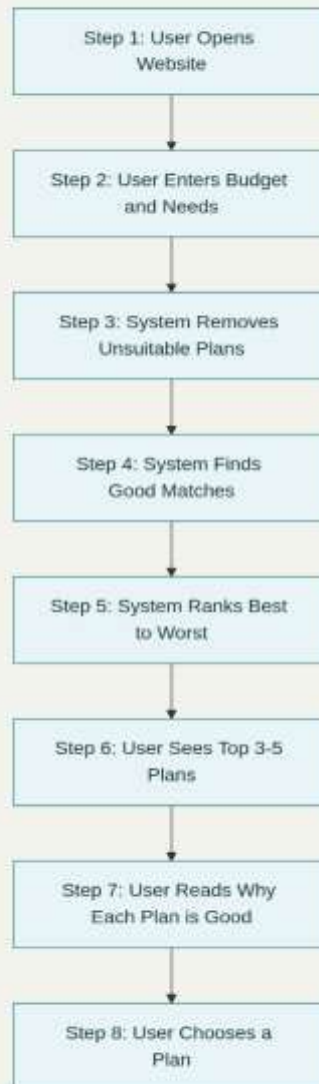 Step 1: User Opens
Website
Step 2: User Enters Budget
and Needs
Step 3: System Removes
Unsuitable Plans
Step 4: System Finds
Good Matches
Step 5: System Ranks Best
to Worst
Step 6: User Sees Top 3-5
Plans
Step 7: User Reads Why
Each Plan is Good
Step 8: User Chooses a
Plan